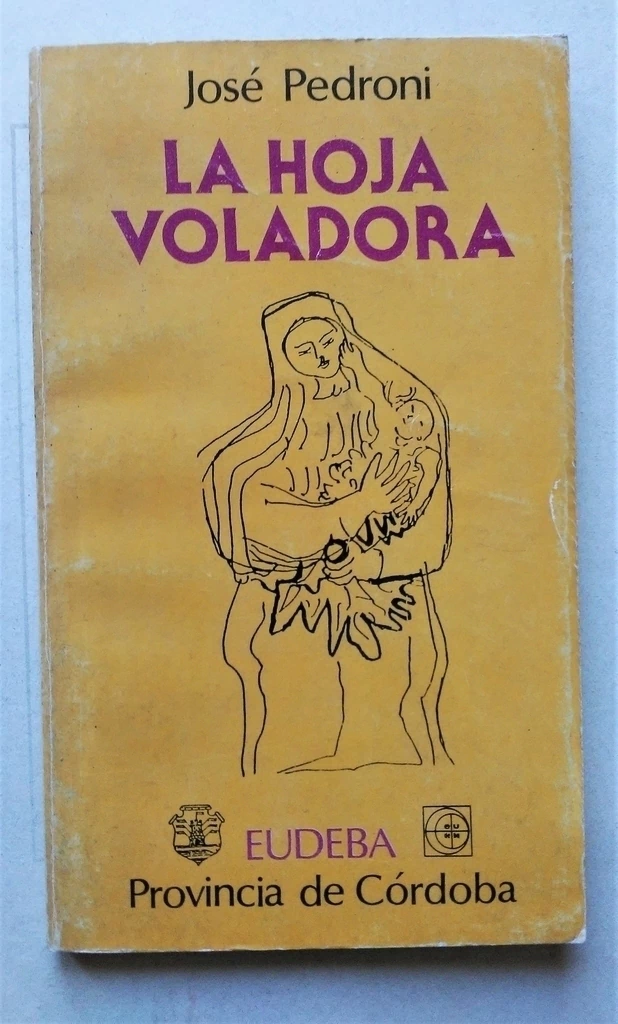 José Pedroni
LA HOJA
VOLADORA
EUDEBA
Provincia de Córdoba